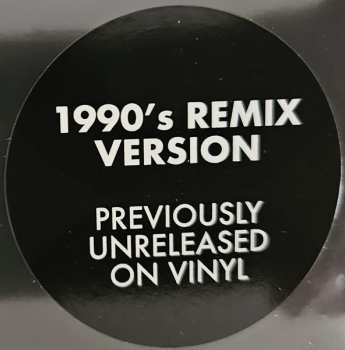 1990's REMIX
VERSION
PREVIOUSLY
UNRELEASED
ON VINYL